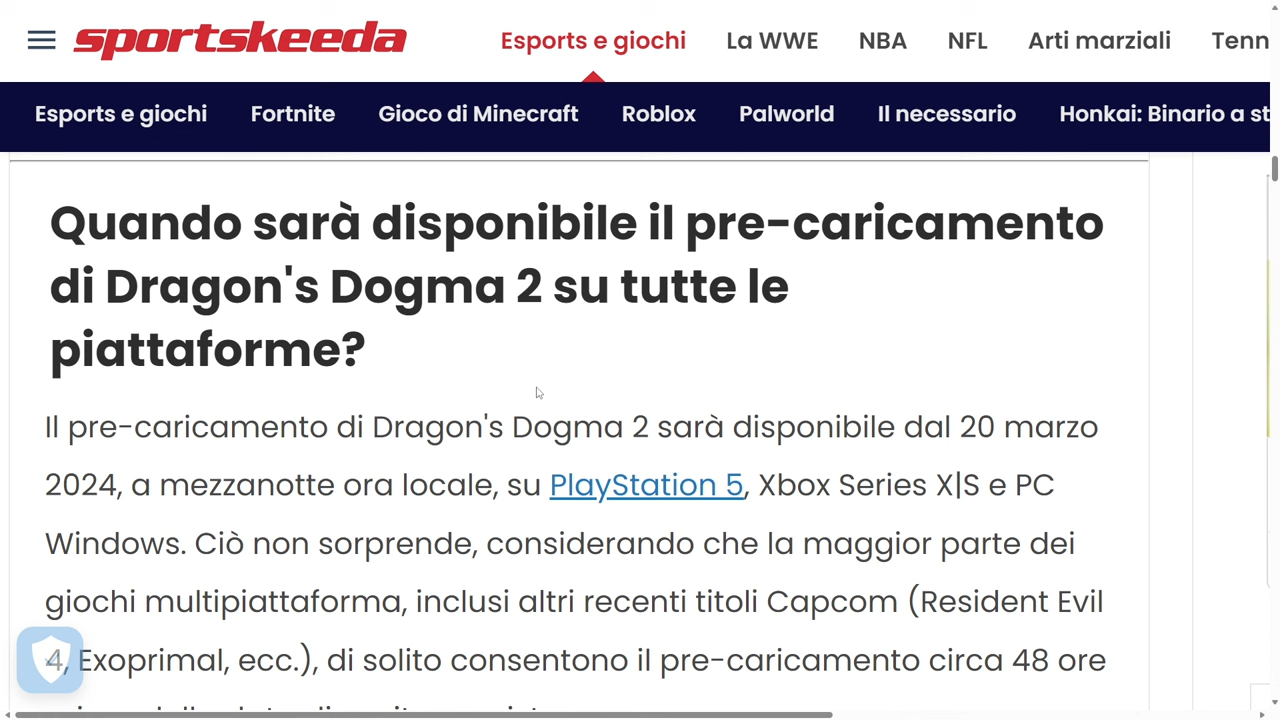 sportskeeda
Esports e giochi La WWE NBA NFL Arti marziali Tenn
Esports e giochi Fortnite Gioco di Minecraft Roblox Palworld Il necessario Honkai: Binario a st
Quando sarà disponibile il pre-caricamento
di Dragon's Dogma 2 su tutte le
piattaforme?
Il pre-caricamento di Dragon's Dogma 2 sarà disponibile dal 20 marzo
2024, a mezzanotte ora locale, su PlayStation 5, Xbox Series X|S e PC
Windows. Ciò non sorprende, considerando che la maggior parte dei
giochi multipiattaforma, inclusi altri recenti titoli Capcom (Resident Evil
4, Exoprimal, ecc.), di solito consentono il pre-caricamento circa 48 ore